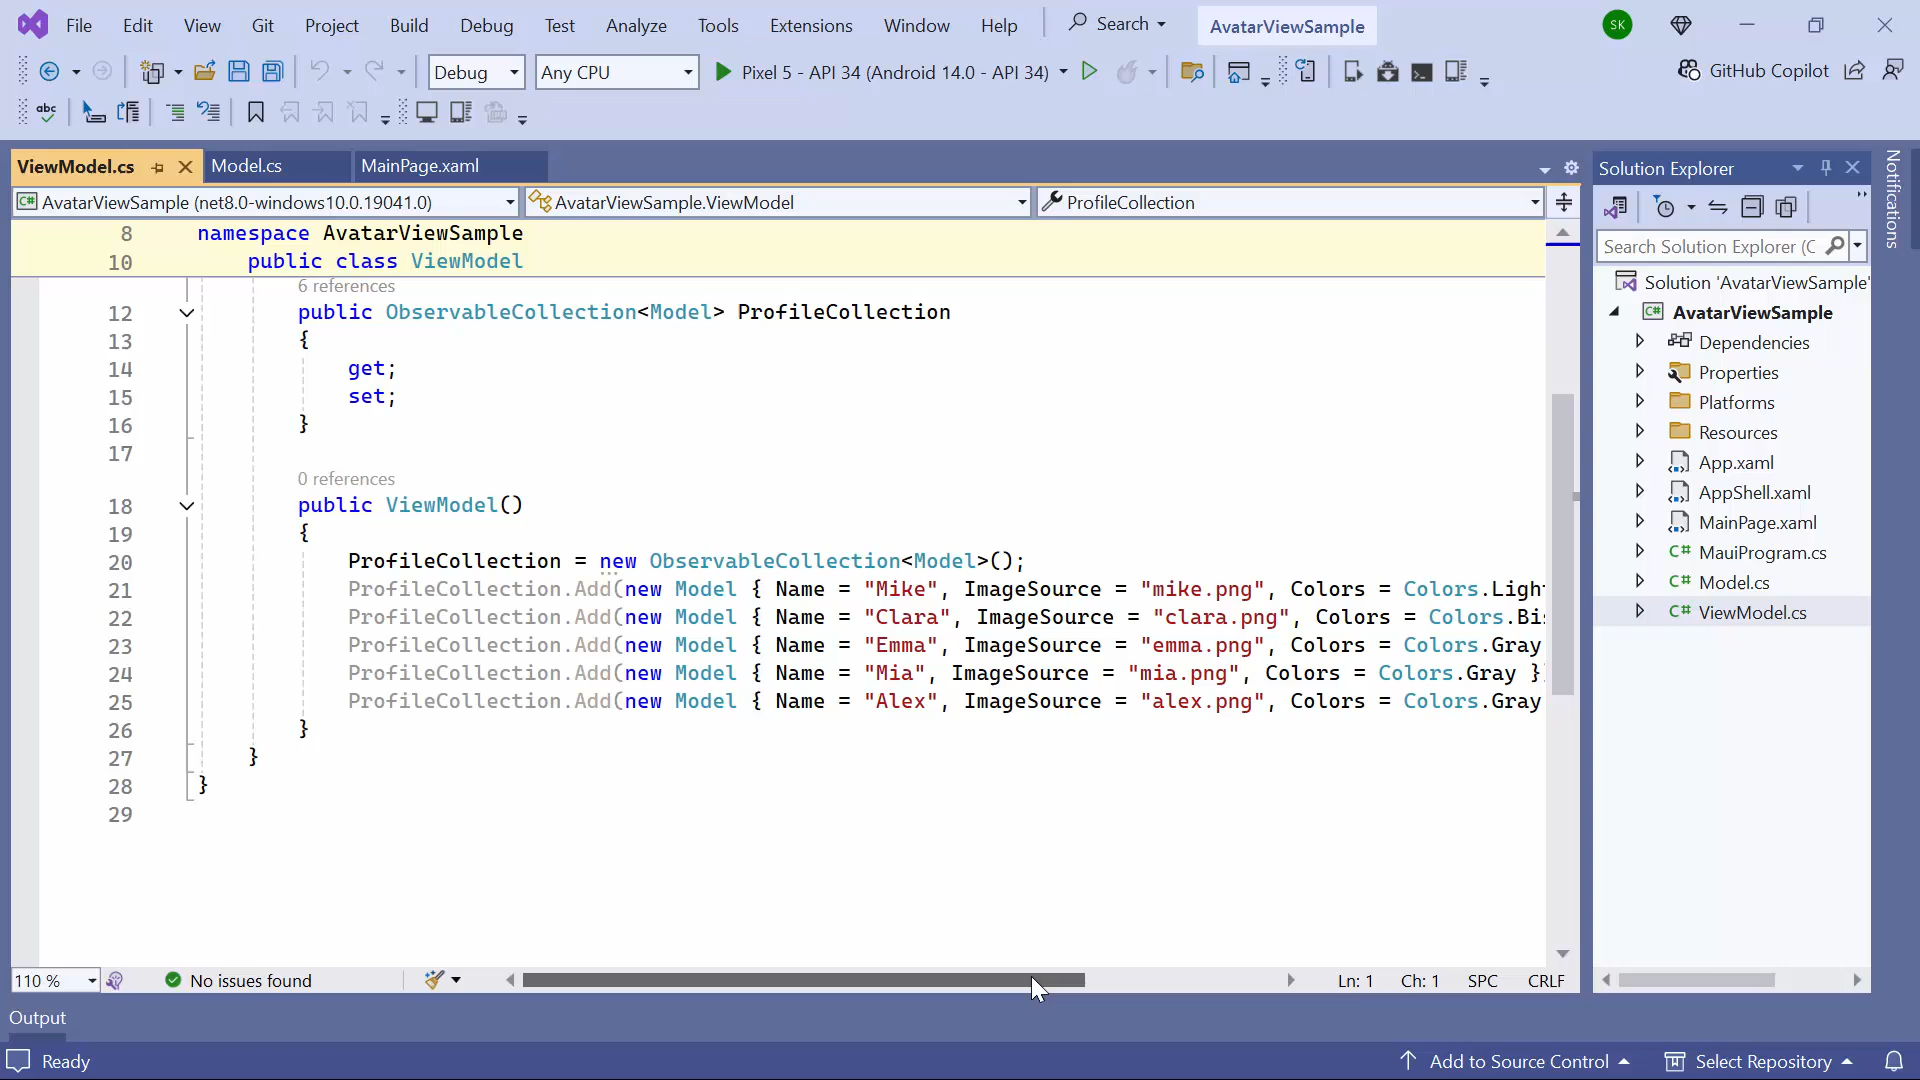 File Edit View Git Project Build Debug Test Analyze Tools Extensions Window Help Search AvatarViewSample SK
Debug Any CPU Pixel 5 - API 34 (Android 14.0 - API 34) GitHub Copilot
abc
ViewModel.cs Model.cs MainPage.xaml
AvatarViewSample (net8.0-windows10.0.19041.0) AvatarViewSample.ViewModel ProfileCollection
8 namespace AvatarViewSample
10 public class ViewModel
6 references
12 public ObservableCollection<Model> ProfileCollection
13 {
14 get;
15 set;
16 }
17
0 references
18 public ViewModel()
19 {
20 ProfileCollection = new ObservableCollection<Model>();
21 ProfileCollection.Add(new Model { Name = "Mike", ImageSource = "mike.png", Colors = Colors.Light
22 ProfileCollection.Add(new Model { Name = "Clara", ImageSource = "clara.png", Colors = Colors.Bis
23 ProfileCollection.Add(new Model { Name = "Emma", ImageSource = "emma.png", Colors = Colors.Gray
24 ProfileCollection.Add(new Model { Name = "Mia", ImageSource = "mia.png", Colors = Colors.Gray }
25 ProfileCollection.Add(new Model { Name = "Alex", ImageSource = "alex.png", Colors = Colors.Gray
26 }
27 }
28 }
29
110 % No issues found Ln: 1 Ch: 1 SPC CRLF
Solution Explorer
Search Solution Explorer (C
Solution 'AvatarViewSample'
C# AvatarViewSample
Dependencies
Properties
Platforms
Resources
App.xaml
AppShell.xaml
MainPage.xaml
C# MauiProgram.cs
C# Model.cs
C# ViewModel.cs
Notifications
Output
Ready Add to Source Control Select Repository